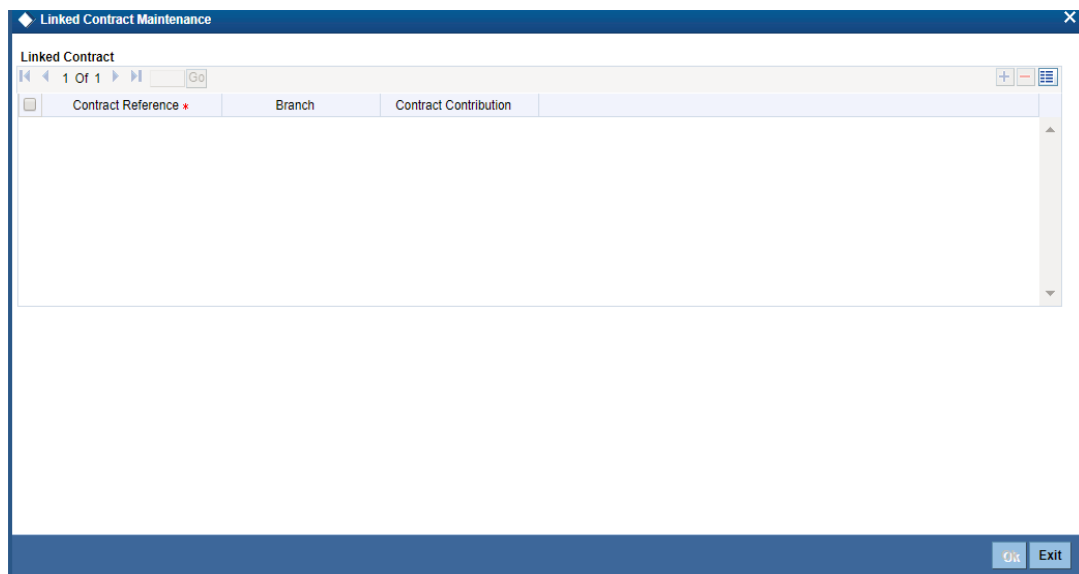 Linked Contract Maintenance
Linked Contract
1 Of 1 Go
Contract Reference * Branch Contract Contribution
Ok Exit